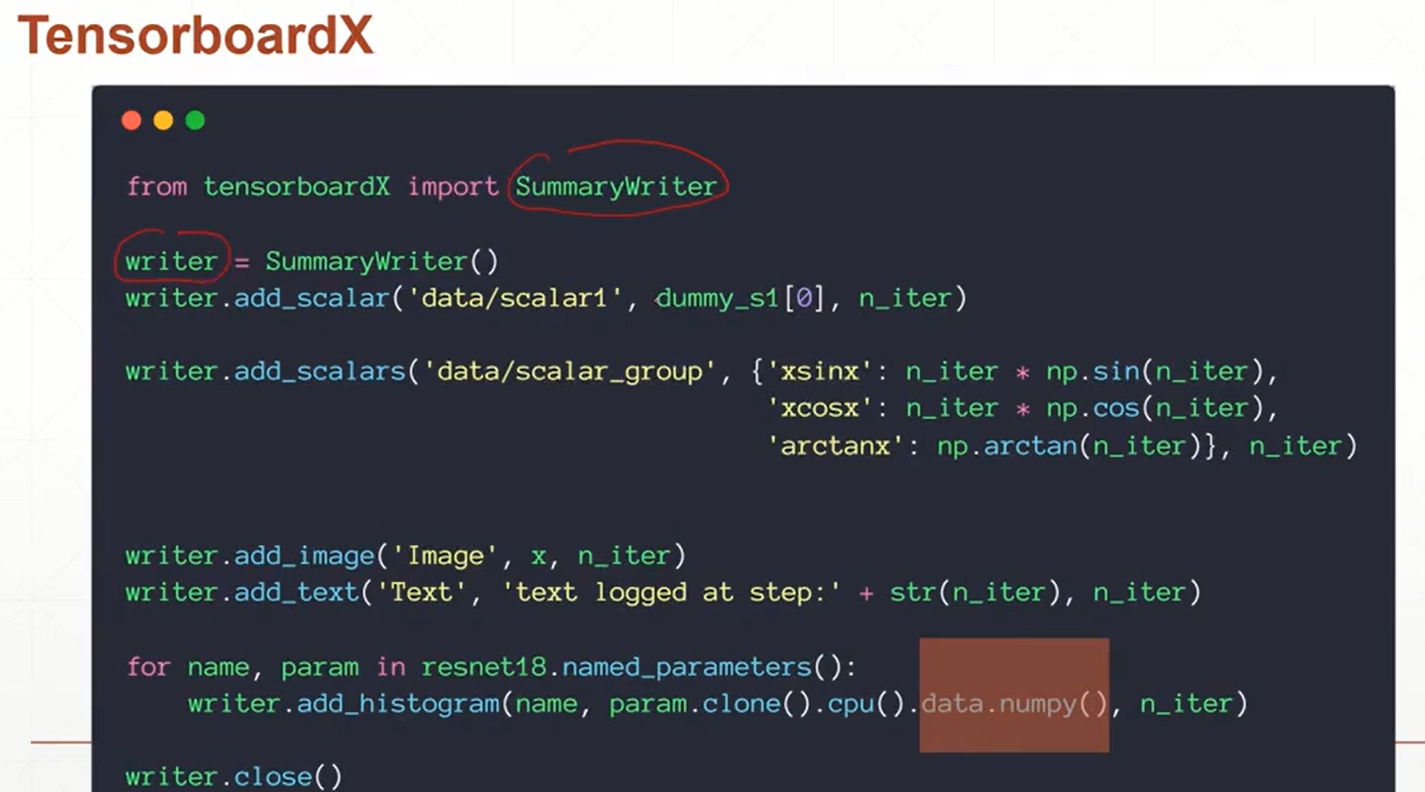 TensorboardX
from tensorboardX import SummaryWriter
writer = SummaryWriter()
writer.add_scalar('data/scalar1', dummy_s1[0], n_iter)
writer.add_scalars('data/scalar_group', {'xsinx': n_iter * np.sin(n_iter),
'xcosx': n_iter * np.cos(n_iter),
'arctanx': np.arctan(n_iter)}, n_iter)
writer.add_image('Image', x, n_iter)
writer.add_text('Text', 'text logged at step:' + str(n_iter), n_iter)
for name, param in resnet18.named_parameters():
writer.add_histogram(name, param.clone().cpu().data.numpy(), n_iter)
writer.close()